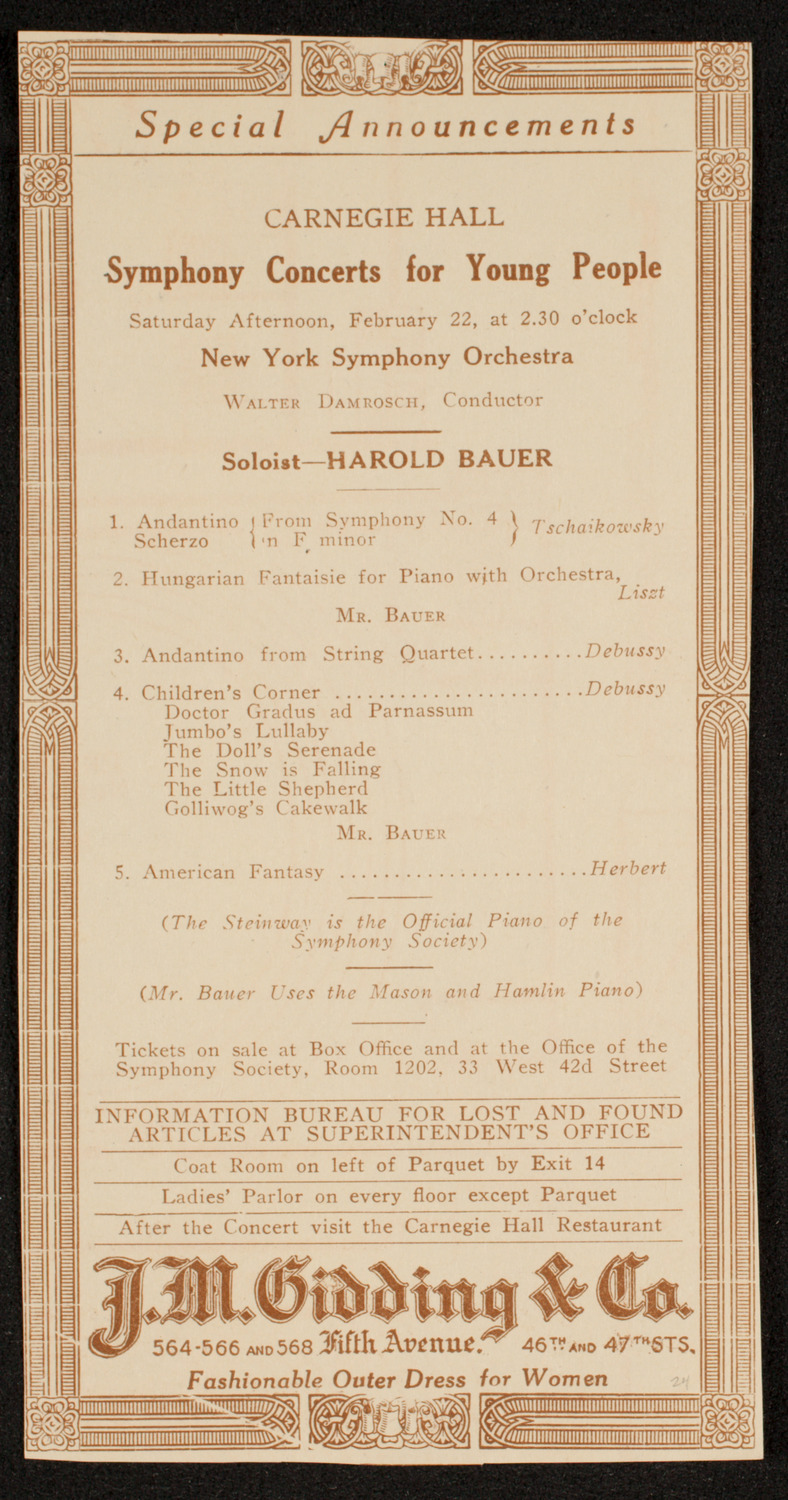 Special Announcements
CARNEGIE HALL
Symphony Concerts for Young People
Saturday Afternoon, February 22, at 2.30 o'clock
New York Symphony Orchestra
WALTER DAMROSCH, Conductor
Soloist—HAROLD BAUER
1. Andantino { From Symphony No. 4 } Tschaikowsky
Scherzo { in F minor }
2. Hungarian Fantaisie for Piano with Orchestra,
Liszt
MR. BAUER
3. Andantino from String Quartet..........Debussy
4. Children's Corner .......................Debussy
Doctor Gradus ad Parnassum
Jumbo's Lullaby
The Doll's Serenade
The Snow is Falling
The Little Shepherd
Golliwog's Cakewalk
MR. BAUER
5. American Fantasy .......................Herbert
(The Steinway is the Official Piano of the
Symphony Society)
(Mr. Bauer Uses the Mason and Hamlin Piano)
Tickets on sale at Box Office and at the Office of the
Symphony Society, Room 1202, 33 West 42d Street
INFORMATION BUREAU FOR LOST AND FOUND
ARTICLES AT SUPERINTENDENT'S OFFICE
Coat Room on left of Parquet by Exit 14
Ladies' Parlor on every floor except Parquet
After the Concert visit the Carnegie Hall Restaurant
J.M. Gidding & Co.
564-566 AND 568 Fifth Avenue. 46TH AND 47TH STS.
Fashionable Outer Dress for Women
24